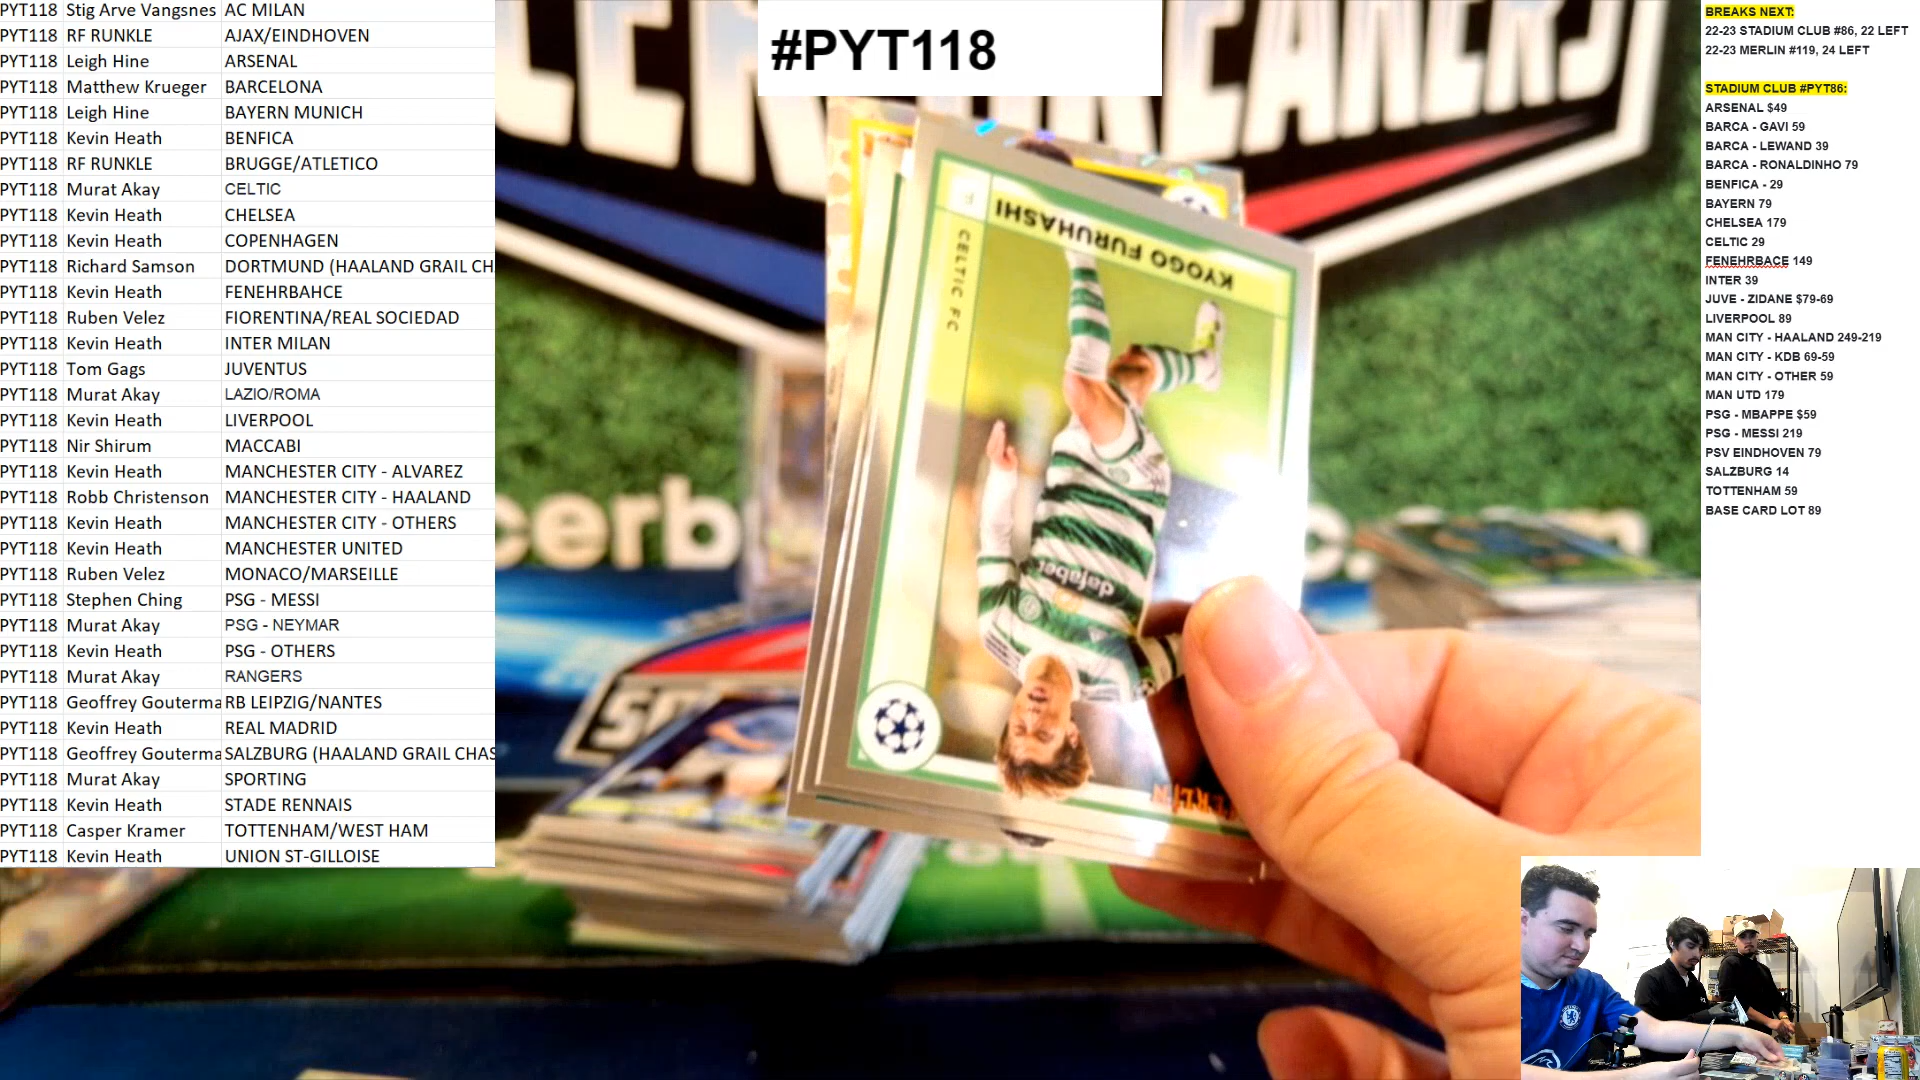 PYT118 Stig Arve Vangsnes AC MILAN
PYT118 RF RUNKLE AJAX/EINDHOVEN
PYT118 Leigh Hine ARSENAL
PYT118 Matthew Krueger BARCELONA
PYT118 Leigh Hine BAYERN MUNICH
PYT118 Kevin Heath BENFICA
PYT118 RF RUNKLE BRUGGE/ATLETICO
PYT118 Murat Akay CELTIC
PYT118 Kevin Heath CHELSEA
PYT118 Kevin Heath COPENHAGEN
PYT118 Richard Samson DORTMUND (HAALAND GRAIL CH
PYT118 Kevin Heath FENEHRBAHCE
PYT118 Ruben Velez FIORENTINA/REAL SOCIEDAD
PYT118 Kevin Heath INTER MILAN
PYT118 Tom Gags JUVENTUS
PYT118 Murat Akay LAZIO/ROMA
PYT118 Kevin Heath LIVERPOOL
PYT118 Nir Shirum MACCABI
PYT118 Kevin Heath MANCHESTER CITY - ALVAREZ
PYT118 Robb Christenson MANCHESTER CITY - HAALAND
PYT118 Kevin Heath MANCHESTER CITY - OTHERS
PYT118 Kevin Heath MANCHESTER UNITED
PYT118 Ruben Velez MONACO/MARSEILLE
PYT118 Stephen Ching PSG - MESSI
PYT118 Murat Akay PSG - NEYMAR
PYT118 Kevin Heath PSG - OTHERS
PYT118 Murat Akay RANGERS
PYT118 Geoffrey Gouterma RB LEIPZIG/NANTES
PYT118 Kevin Heath REAL MADRID
PYT118 Geoffrey Gouterma SALZBURG (HAALAND GRAIL CHAS
PYT118 Murat Akay SPORTING
PYT118 Kevin Heath STADE RENNAIS
PYT118 Casper Kramer TOTTENHAM/WEST HAM
PYT118 Kevin Heath UNION ST-GILLOISE
#PYT118
KYOGO FURUHASHI
F
CELTIC FC
dafabet
MERLIN
cerb
c.
BREAKS NEXT:
22-23 STADIUM CLUB #86, 22 LEFT
22-23 MERLIN #119, 24 LEFT
STADIUM CLUB #PYT86:
ARSENAL $49
BARCA - GAVI 59
BARCA - LEWAND 39
BARCA - RONALDINHO 79
BENFICA - 29
BAYERN 79
CHELSEA 179
CELTIC 29
FENEHRBACE 149
INTER 39
JUVE - ZIDANE $79-69
LIVERPOOL 89
MAN CITY - HAALAND 249-219
MAN CITY - KDB 69-59
MAN CITY - OTHER 59
MAN UTD 179
PSG - MBAPPE $59
PSG - MESSI 219
PSV EINDHOVEN 79
SALZBURG 14
TOTTENHAM 59
BASE CARD LOT 89